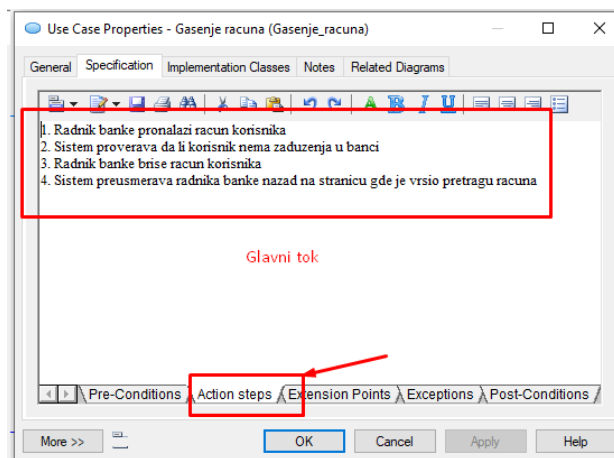 Use Case Properties - Gasenje racuna (Gasenje_racuna)
General Specification Implementation Classes Notes Related Diagrams
A B I U
1. Radnik banke pronalazi racun korisnika
2. Sistem proverava da li korisnik nema zaduzenja u banci
3. Radnik banke brise racun korisnika
4. Sistem preusmerava radnika banke nazad na stranicu gde je vrsio pretragu racuna
Glavni tok
Pre-Conditions Action steps Extension Points Exceptions Post-Conditions
More >> OK Cancel Apply Help